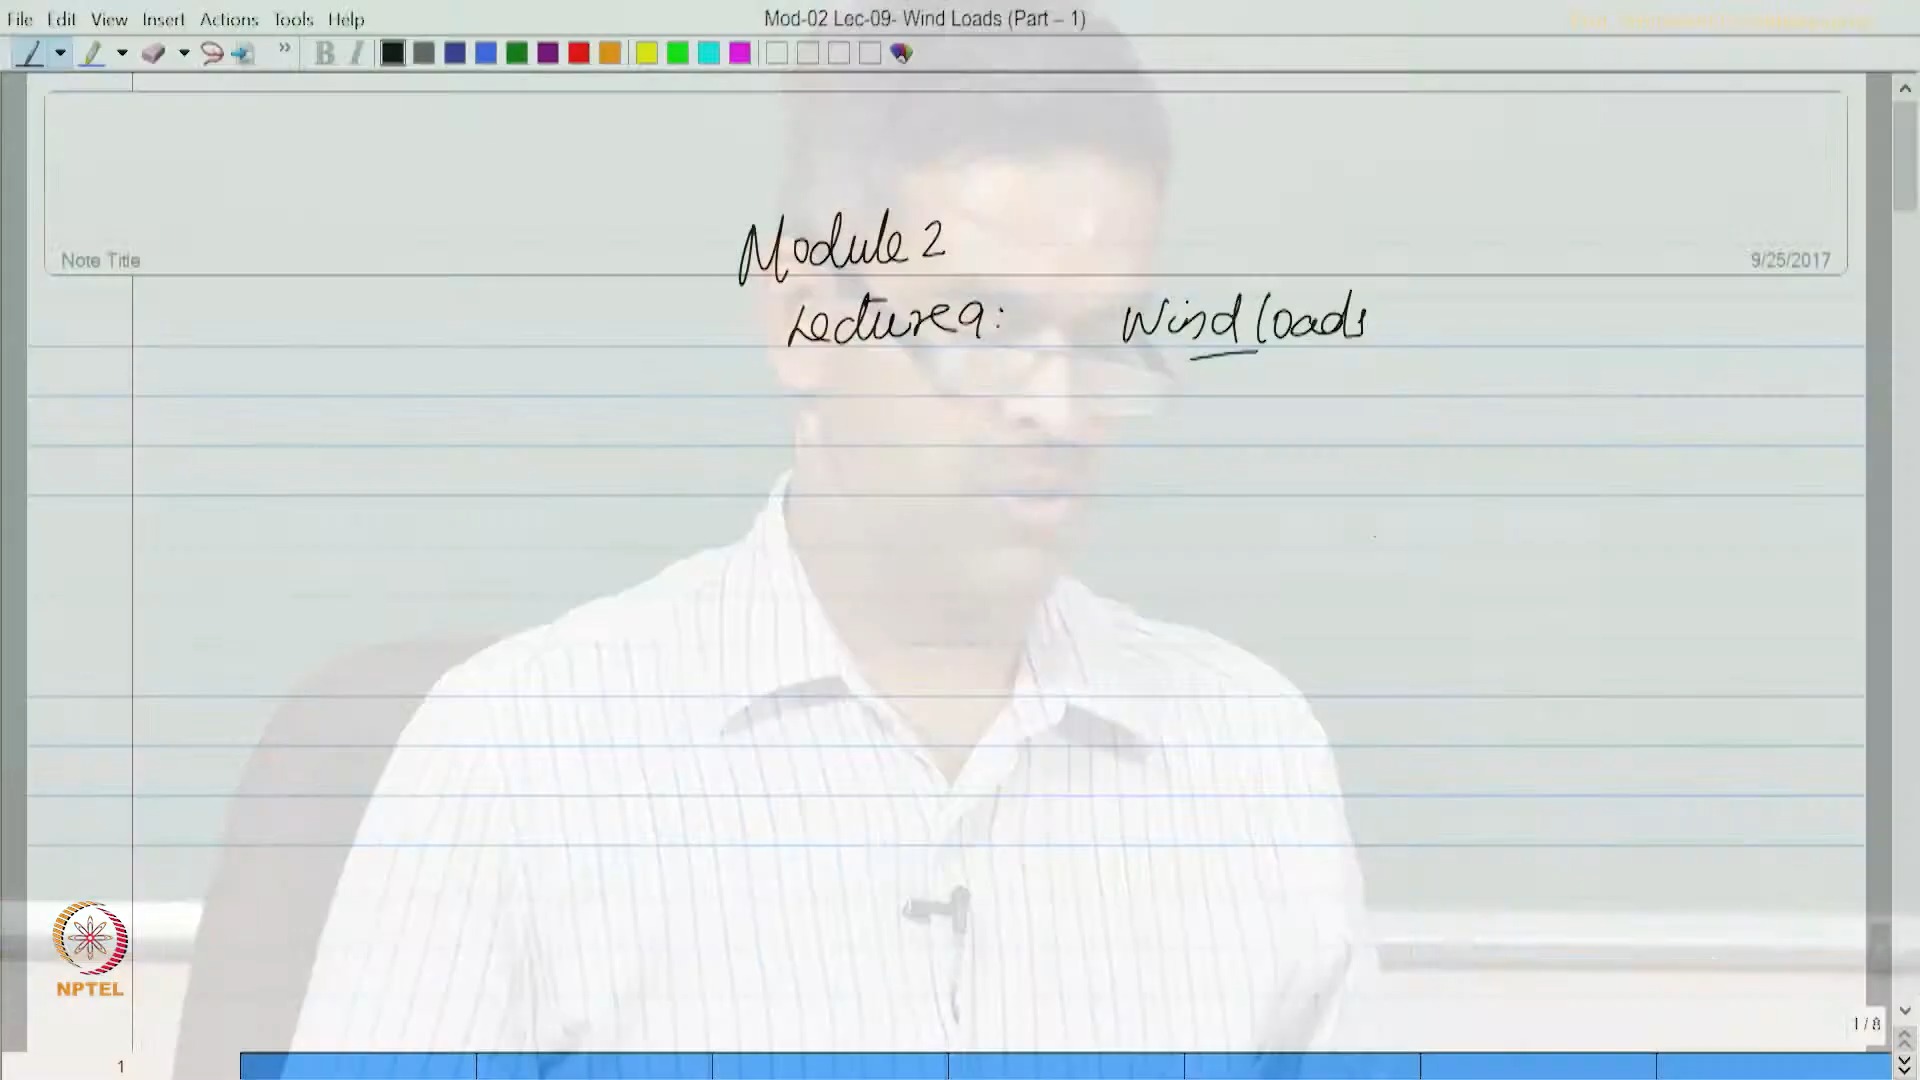 File Edit View Insert Actions Tools Help
Mod-02 Lec-09- Wind Loads (Part – 1)
B I
Module 2
Note Title
9/25/2017
Lecture 9: Wind loads
NPTEL
1 / 8
1